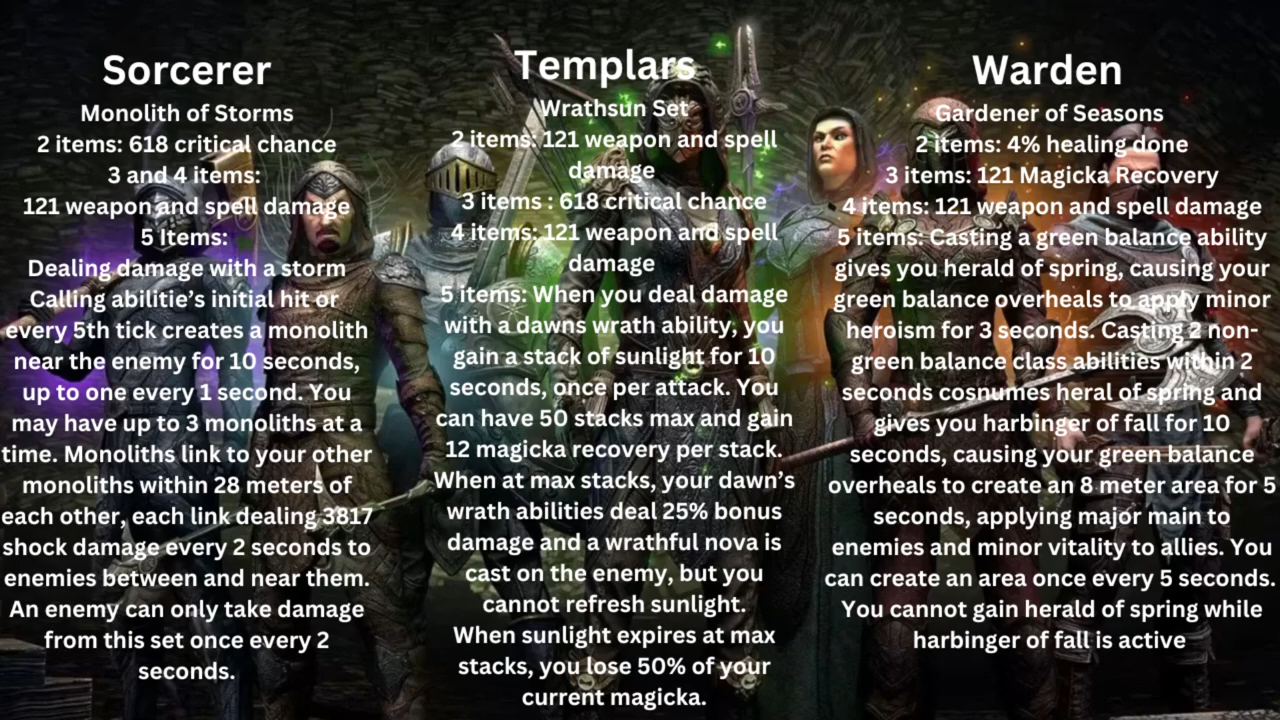 Sorcerer
Monolith of Storms
2 items: 618 critical chance
3 and 4 items:
121 weapon and spell damage
5 Items:
Dealing damage with a storm
Calling abilitie's initial hit or
every 5th tick creates a monolith
near the enemy for 10 seconds,
up to one every 1 second. You
may have up to 3 monoliths at a
time. Monoliths link to your other
monoliths within 28 meters of
each other, each link dealing 3817
shock damage every 2 seconds to
enemies between and near them.
An enemy can only take damage
from this set once every 2
seconds.
Templars
Wrathsun Set
2 items: 121 weapon and spell
damage
3 items : 618 critical chance
4 items: 121 weapon and spell
damage
5 items: When you deal damage
with a dawns wrath ability, you
gain a stack of sunlight for 10
seconds, once per attack. You
can have 50 stacks max and gain
12 magicka recovery per stack.
When at max stacks, your dawn's
wrath abilities deal 25% bonus
damage and a wrathful nova is
cast on the enemy, but you
cannot refresh sunlight.
When sunlight expires at max
stacks, you lose 50% of your
current magicka.
Warden
Gardener of Seasons
2 items: 4% healing done
3 items: 121 Magicka Recovery
4 items: 121 weapon and spell damage
5 items: Casting a green balance ability
gives you herald of spring, causing your
green balance overheals to apply minor
heroism for 3 seconds. Casting 2 non-
green balance class abilities within 2
seconds cosnumes heral of spring and
gives you harbinger of fall for 10
seconds, causing your green balance
overheals to create an 8 meter area for 5
seconds, applying major main to
enemies and minor vitality to allies. You
can create an area once every 5 seconds.
You cannot gain herald of spring while
harbinger of fall is active